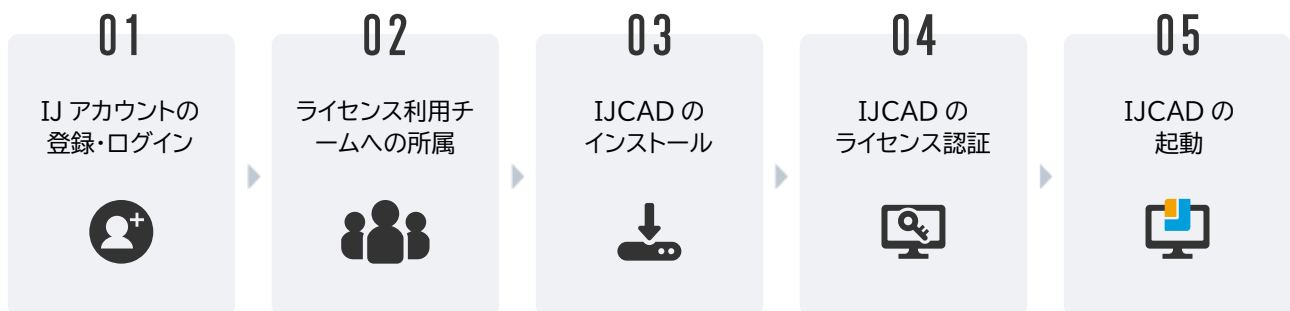 01
IJ アカウントの
登録・ログイン
02
ライセンス利用チ
ームへの所属
03
IJCAD の
インストール
04
IJCAD の
ライセンス認証
05
IJCAD の
起動